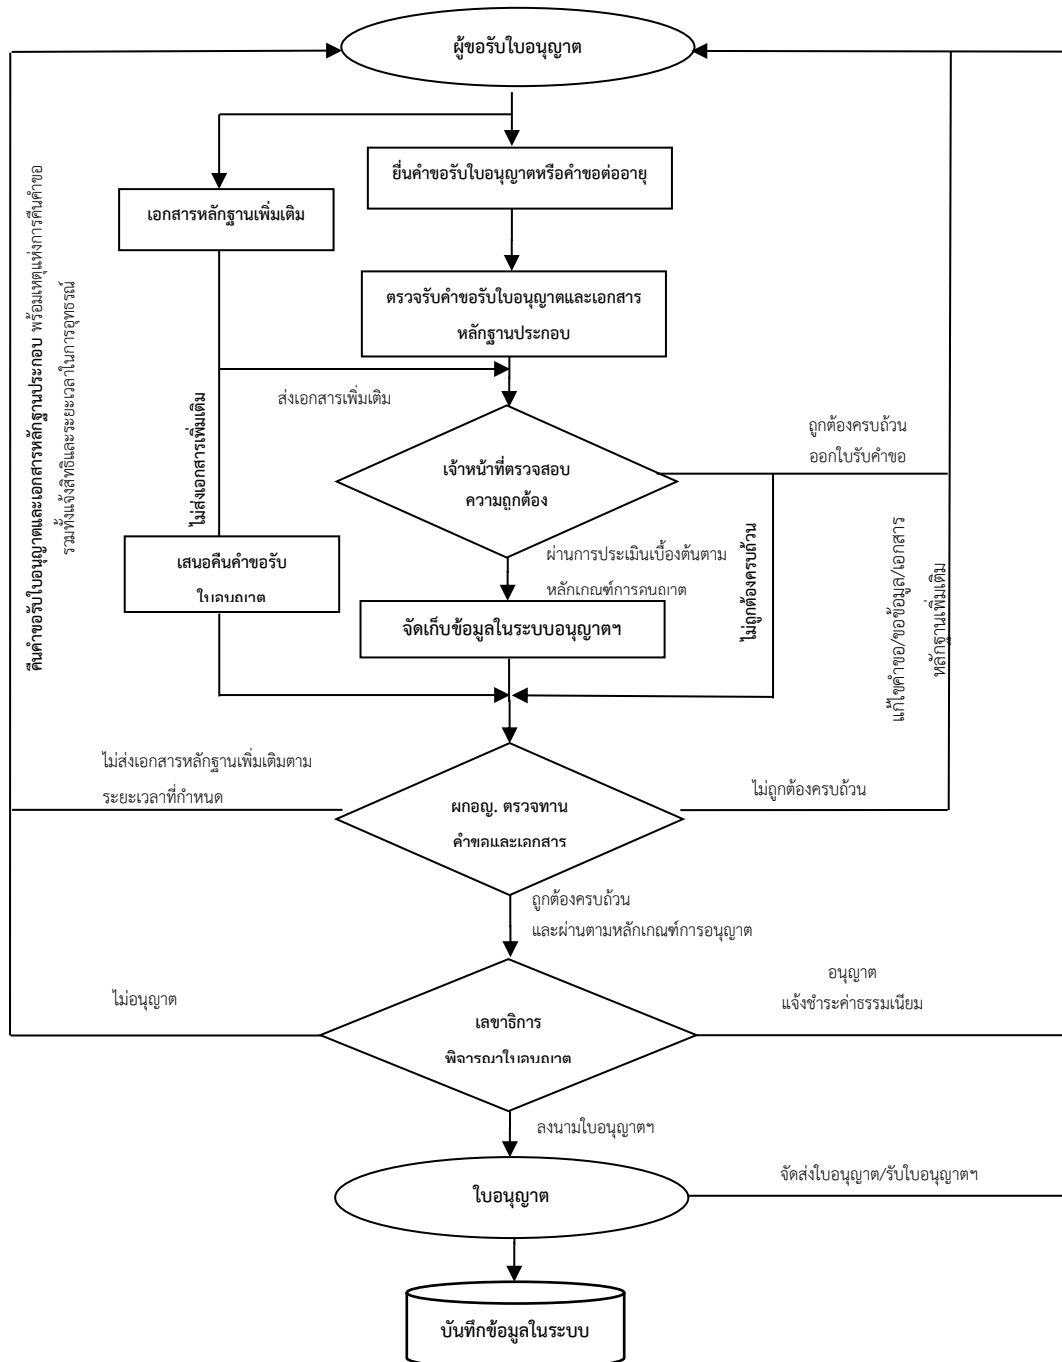 ผู้ขอรับใบอนุญาต
ยื่นคำขอรับใบอนุญาตหรือคำขอต่ออายุ
เอกสารหลักฐานเพิ่มเติม
ตรวจรับคำขอรับใบอนุญาตและเอกสาร
หลักฐานประกอบ
คืนคำขอรับใบอนุญาตและเอกสารหลักฐานประกอบ พร้อมเหตุแห่งการคืนคำขอ
รวมทั้งแจ้งสิทธิและระยะเวลาในการอุทธรณ์
ส่งเอกสารเพิ่มเติม
ไม่ส่งเอกสารเพิ่มเติม
เจ้าหน้าที่ตรวจสอบ
ความถูกต้อง
ถูกต้องครบถ้วน
ออกใบรับคำขอ
เสนอคืนคำขอรับ
ใบอนุญาต
ผ่านการประเมินเบื้องต้นตาม
หลักเกณฑ์การอนุญาต
ไม่ถูกต้องครบถ้วน
แก้ไขคำขอ/ขอข้อมูล/เอกสาร
หลักฐานเพิ่มเติม
จัดเก็บข้อมูลในระบบอนุญาตฯ
ไม่ส่งเอกสารหลักฐานเพิ่มเติมตาม
ระยะเวลาที่กำหนด
ผกอญ. ตรวจทาน
คำขอและเอกสาร
ไม่ถูกต้องครบถ้วน
ถูกต้องครบถ้วน
และผ่านตามหลักเกณฑ์การอนุญาต
ไม่อนุญาต
เลขาธิการ
พิจารณาใบอนุญาต
อนุญาต
แจ้งชำระค่าธรรมเนียม
ลงนามใบอนุญาตฯ
ใบอนุญาต
จัดส่งใบอนุญาต/รับใบอนุญาตฯ
บันทึกข้อมูลในระบบ